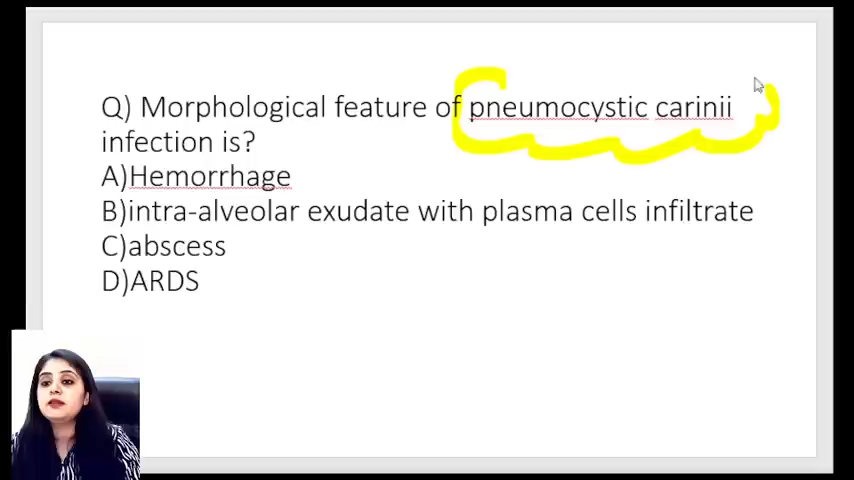 Q) Morphological feature of pneumocystic carinii
infection is?
A)Hemorrhage
B)intra-alveolar exudate with plasma cells infiltrate
C)abscess
D)ARDS